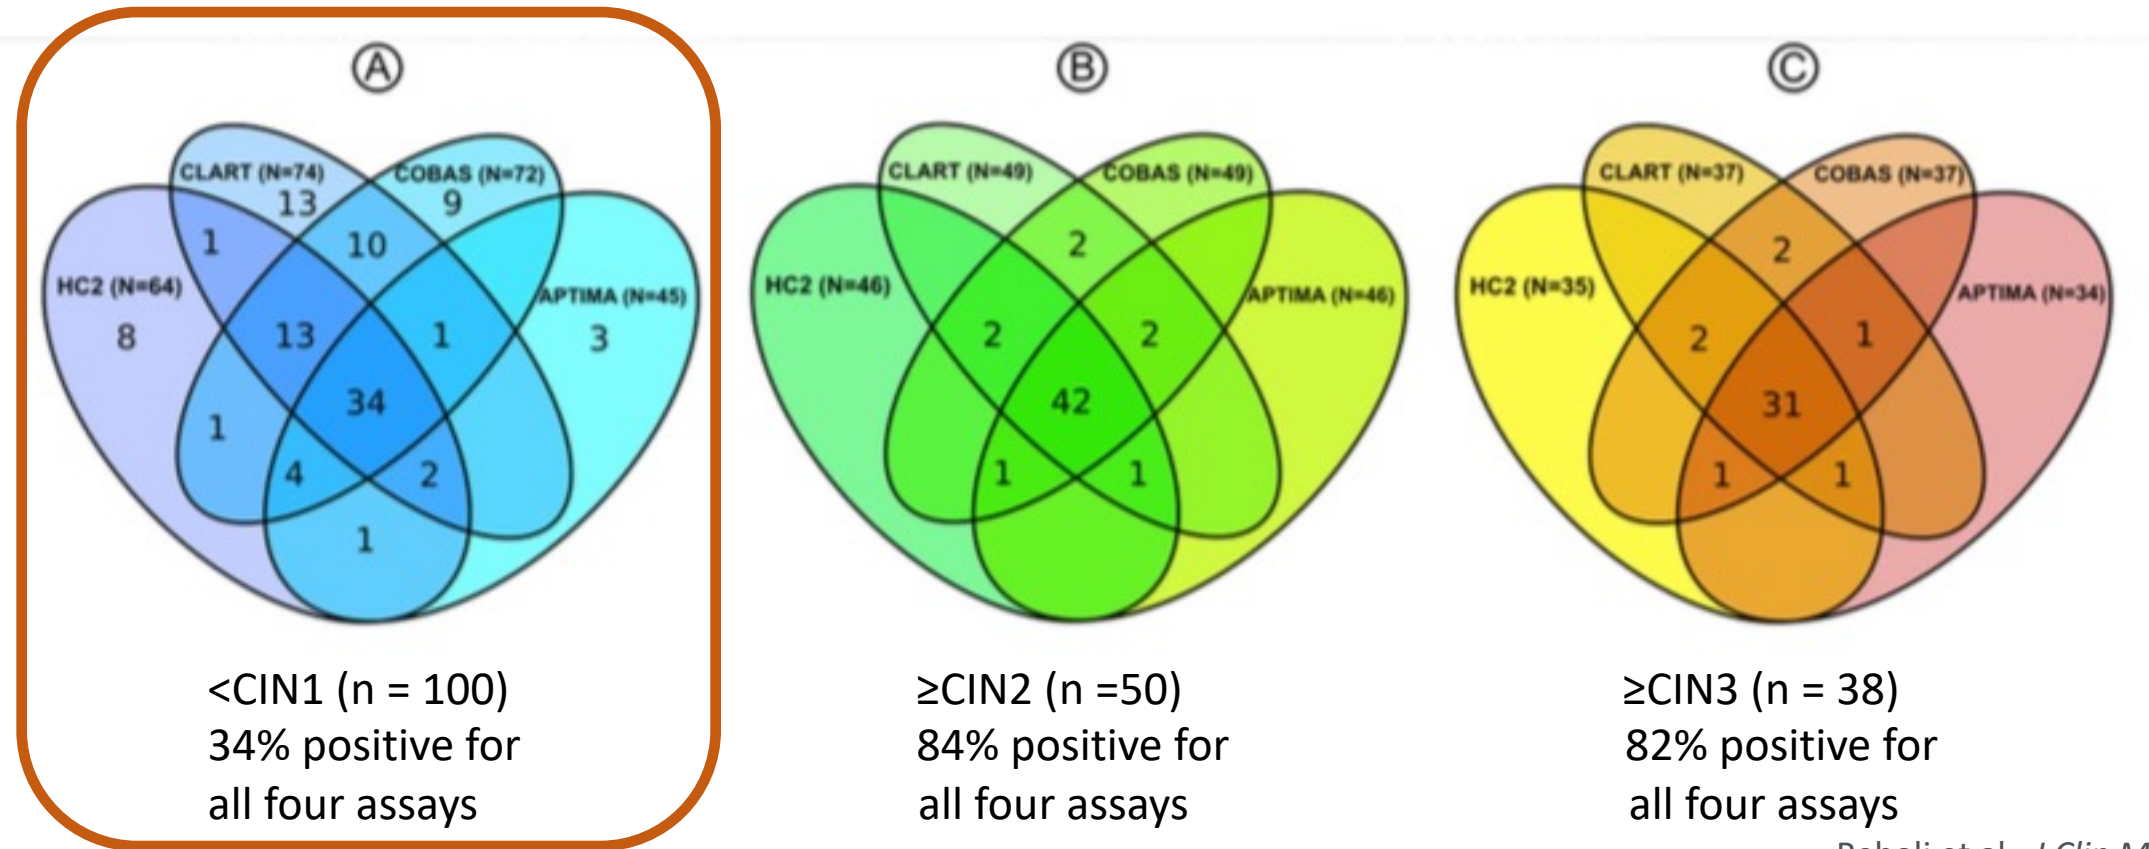 A
CLART (N=74)
COBAS (N=72)
13
9
1
10
HC2 (N=64)
APTIMA (N=45)
8
13
1
3
34
1
4
2
1
<CIN1 (n = 100)
34% positive for
all four assays
B
CLART (N=49)
COBAS (N=49)
2
HC2 (N=46)
APTIMA (N=46)
2
2
42
1
1
≥CIN2 (n =50)
84% positive for
all four assays
C
CLART (N=37)
COBAS (N=37)
2
HC2 (N=35)
APTIMA (N=34)
2
1
31
1
1
≥CIN3 (n = 38)
82% positive for
all four assays
et al. J Clin M